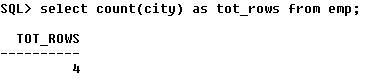 SQL> select count(city) as tot_rows from emp;
TOT_ROWS
----------
4